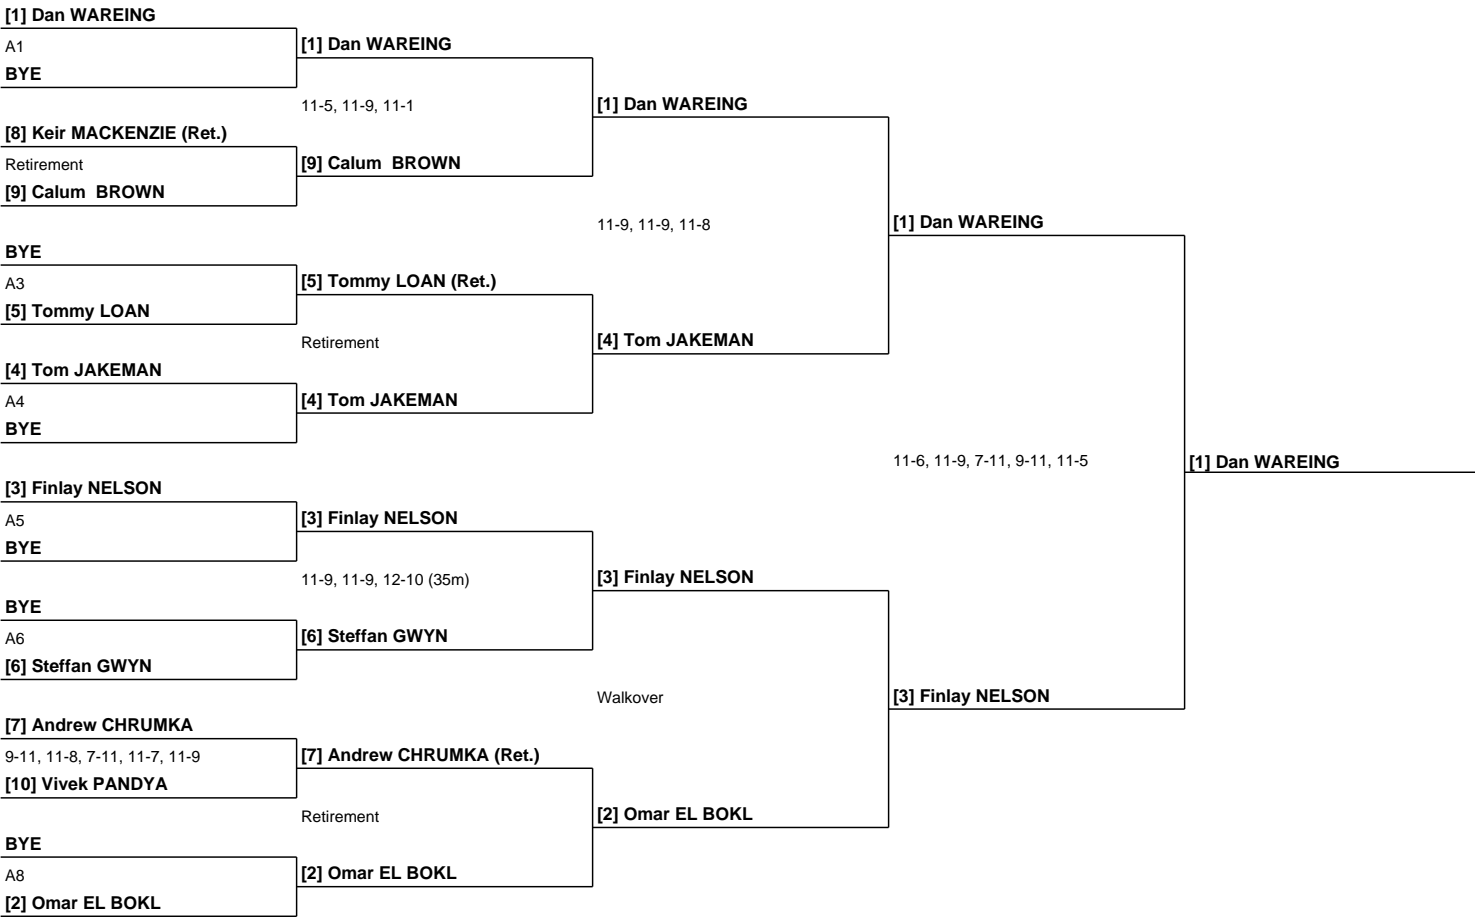 [1] Dan WAREING
A1
BYE
[8] Keir MACKENZIE (Ret.)
Retirement
[9] Calum  BROWN
BYE
A3
[5] Tommy LOAN
[4] Tom JAKEMAN
A4
BYE
[3] Finlay NELSON
A5
BYE
BYE
A6
[6] Steffan GWYN
[7] Andrew CHRUMKA
9-11, 11-8, 7-11, 11-7, 11-9
[10] Vivek PANDYA
BYE
A8
[2] Omar EL BOKL
[1] Dan WAREING
11-5, 11-9, 11-1
[9] Calum  BROWN
[5] Tommy LOAN (Ret.)
Retirement
[4] Tom JAKEMAN
[3] Finlay NELSON
11-9, 11-9, 12-10 (35m)
[6] Steffan GWYN
[7] Andrew CHRUMKA (Ret.)
Retirement
[2] Omar EL BOKL
[1] Dan WAREING
11-9, 11-9, 11-8
[4] Tom JAKEMAN
[3] Finlay NELSON
Walkover
[2] Omar EL BOKL
[1] Dan WAREING
11-6, 11-9, 7-11, 9-11, 11-5
[3] Finlay NELSON
[1] Dan WAREING